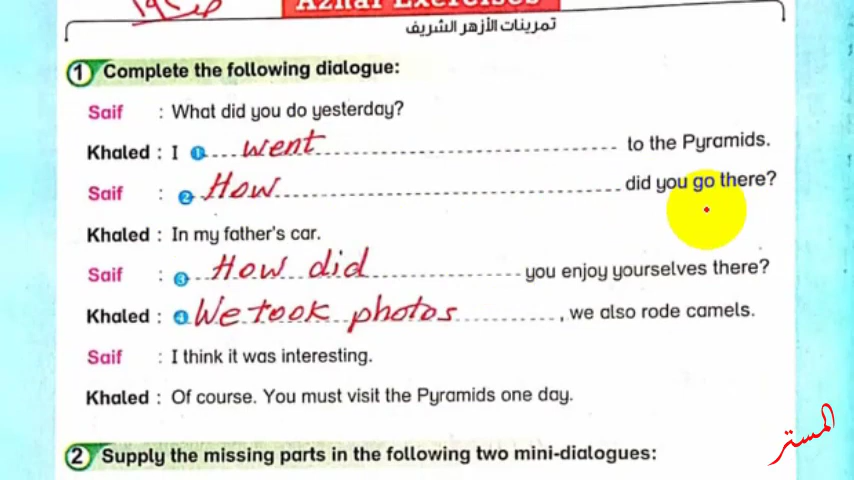 Azhar Exercises
تمرينات الأزهر الشريف
1 Complete the following dialogue:
Saif : What did you do yesterday?
Khaled : I 1 went to the Pyramids.
Saif : 2 How did you go there?
Khaled : In my father's car.
Saif : 3 How did you enjoy yourselves there?
Khaled : 4 We took photos , we also rode camels.
Saif : I think it was interesting.
Khaled : Of course. You must visit the Pyramids one day.
المستر
2 Supply the missing parts in the following two mini-dialogues: